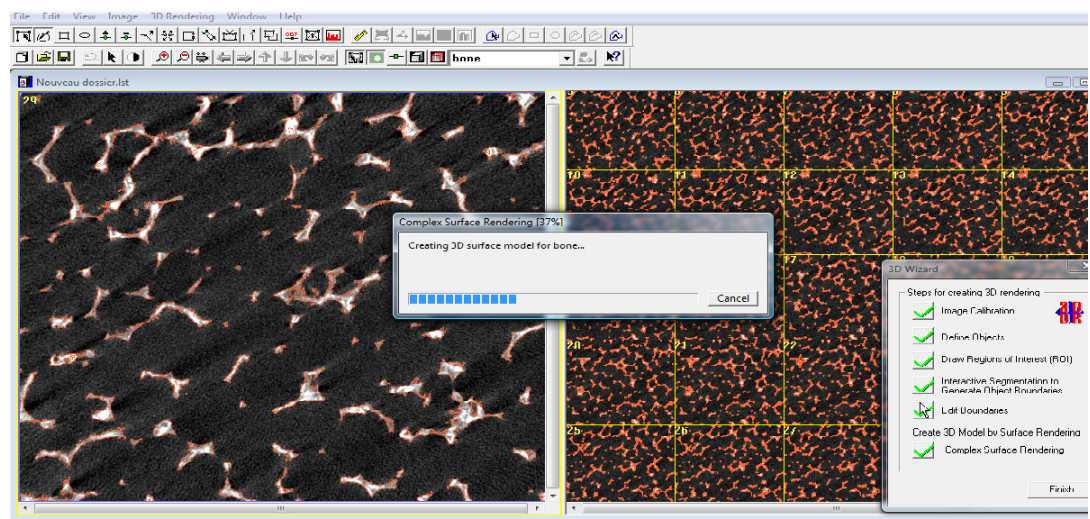 File Edit View Image 3D Rendering Window Help
bone
Nouveau dossier.lst
29
10 11 12 13 14
Complex Surface Rendering [37%]
Creating 3D surface model for bone...
Cancel
17
3D Wizard
Steps for creating 3D rendering
Image Calibration
Define Objects
Draw Regions of Interest (ROI)
Interactive Segmentation to
Generate Object Boundaries
Edit Boundaries
Create 3D Model by Surface Rendering
Complex Surface Rendering
Finish
20 21 22
25 26 27